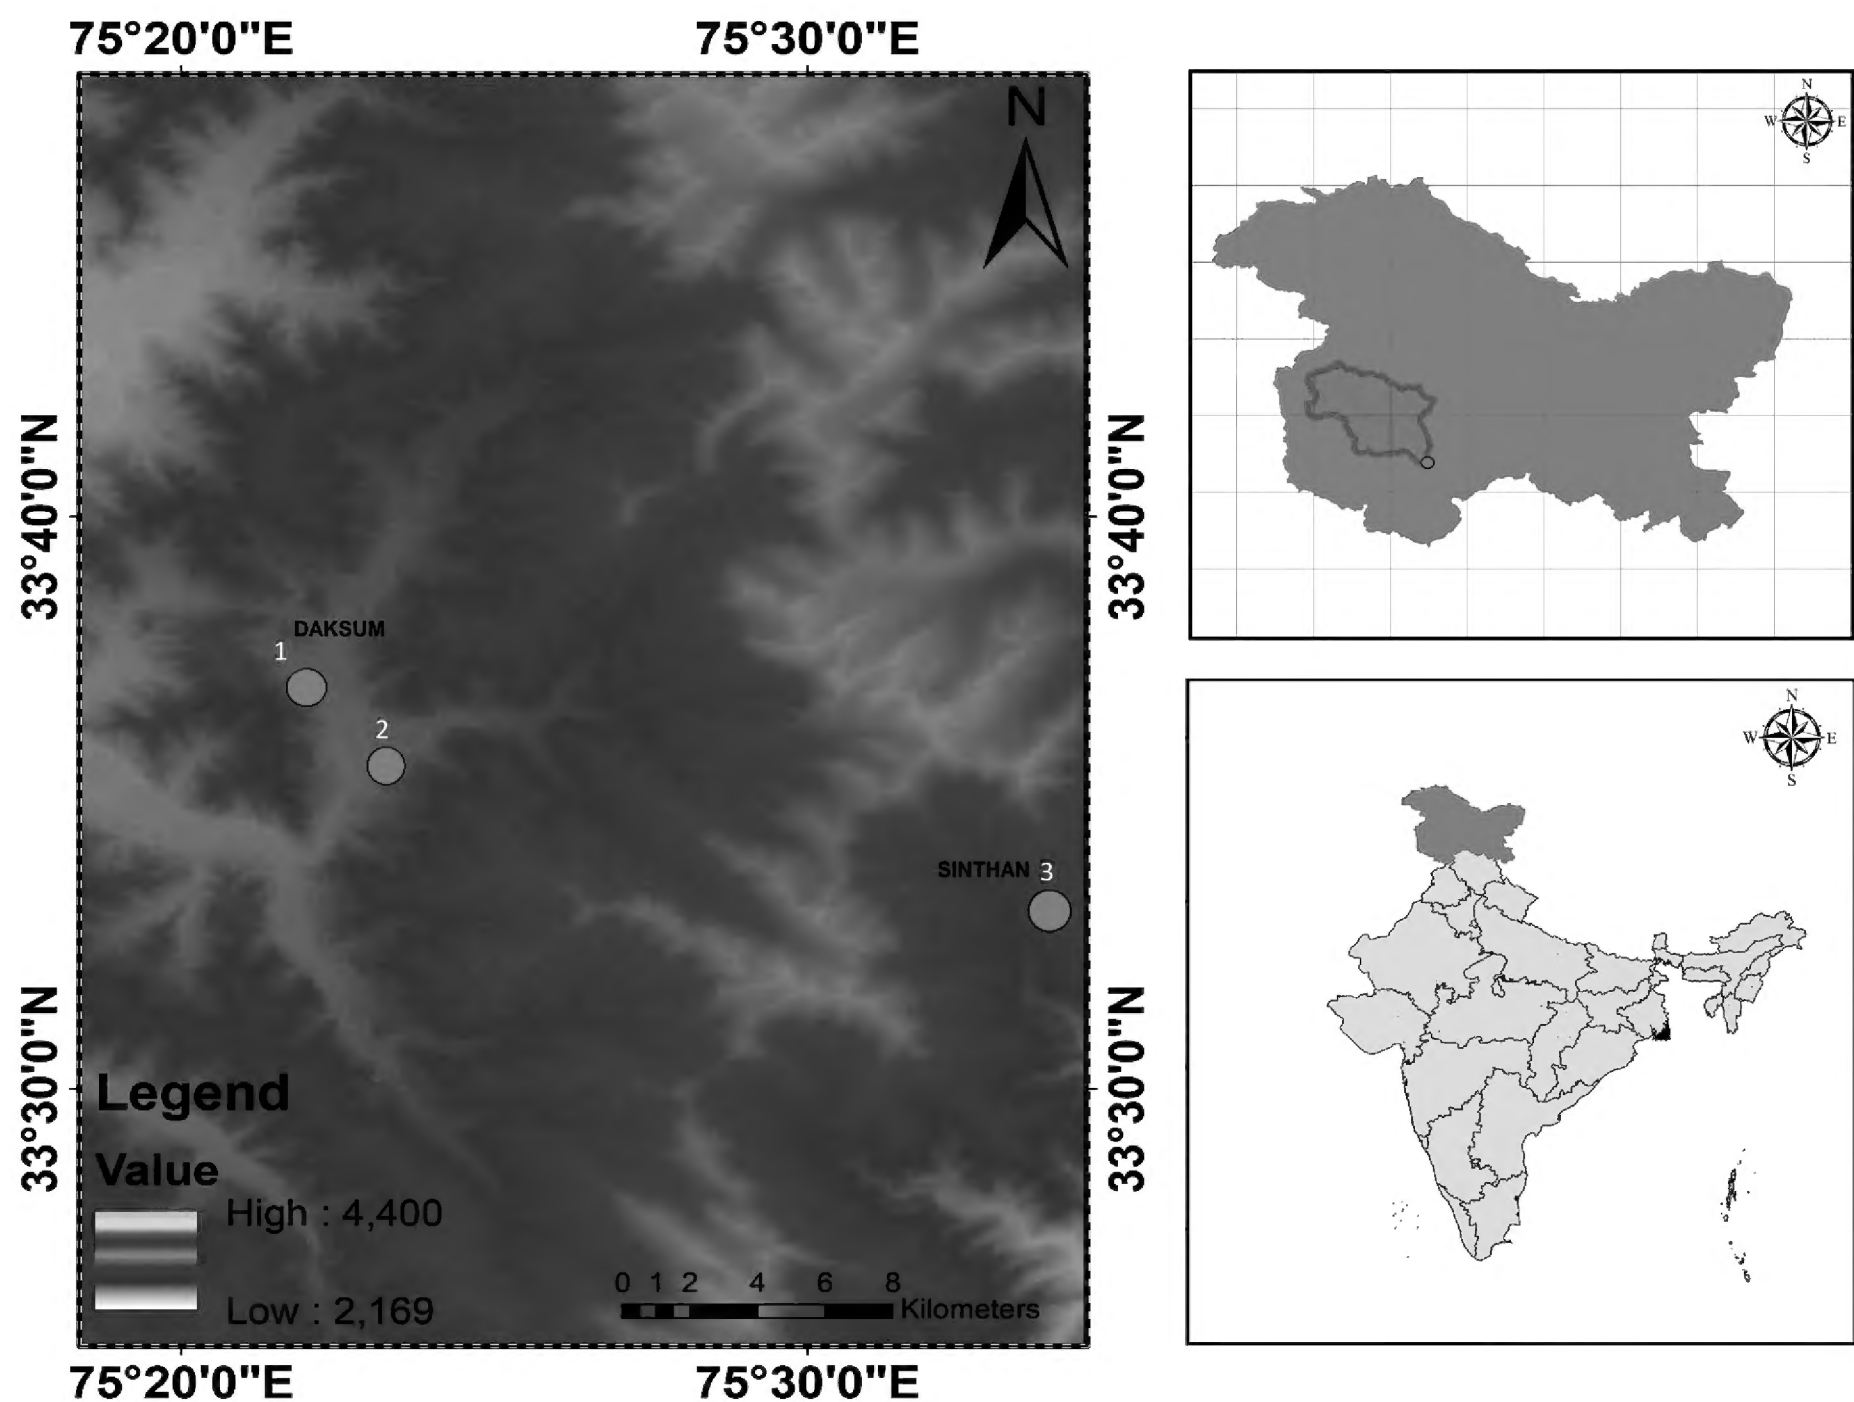 75°20'0"E 75°30'0"E
N
33°40'0"N 33°40'0"N
DAKSUM
1
2
SINTHAN 3
33°30'0"N 33°30'0"N
Legend
Value
High : 4,400
Low : 2,169
0 1 2 4 6 8
Kilometers
75°20'0"E 75°30'0"E
N
W E
S
N
W E
S